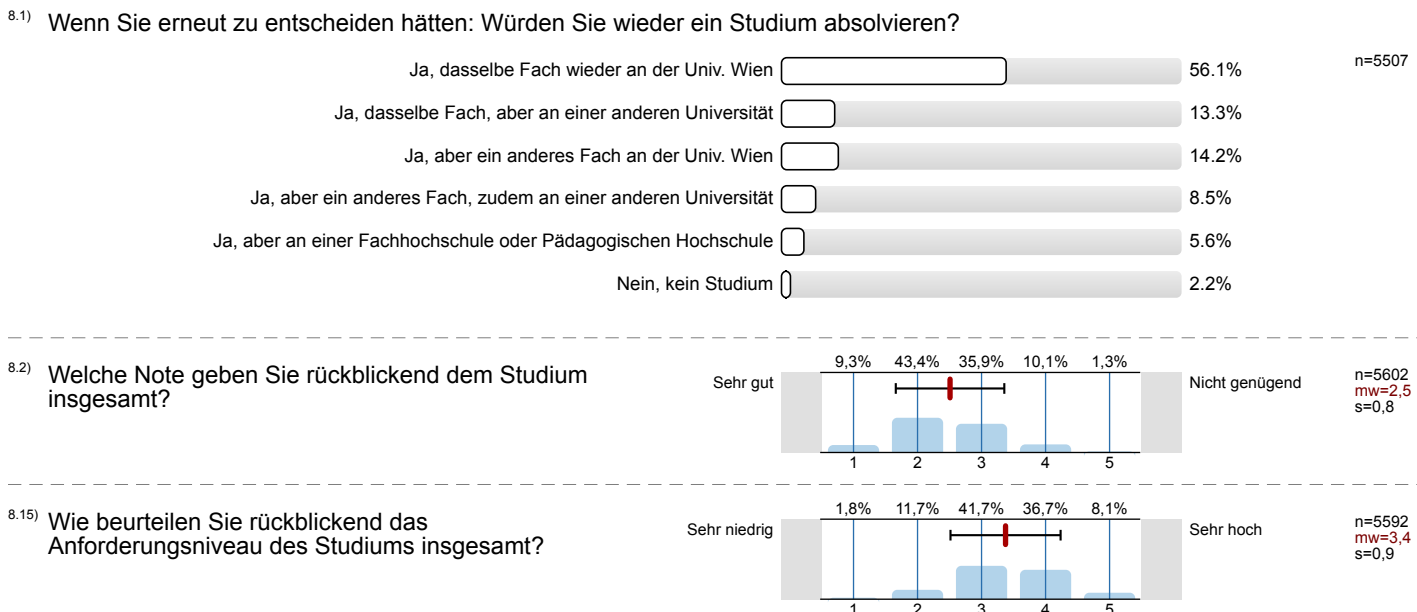 8.1) Wenn Sie erneut zu entscheiden hätten: Würden Sie wieder ein Studium absolvieren?
Ja, dasselbe Fach wieder an der Univ. Wien 56.1% n=5507
Ja, dasselbe Fach, aber an einer anderen Universität 13.3%
Ja, aber ein anderes Fach an der Univ. Wien 14.2%
Ja, aber ein anderes Fach, zudem an einer anderen Universität 8.5%
Ja, aber an einer Fachhochschule oder Pädagogischen Hochschule 5.6%
Nein, kein Studium 2.2%
8.2) Welche Note geben Sie rückblickend dem Studium
insgesamt?
9,3% 43,4% 35,9% 10,1% 1,3%
Sehr gut Nicht genügend
n=5602
mw=2,5
s=0,8
1 2 3 4 5
8.15) Wie beurteilen Sie rückblickend das
Anforderungsniveau des Studiums insgesamt?
1,8% 11,7% 41,7% 36,7% 8,1%
Sehr niedrig Sehr hoch
n=5592
mw=3,4
s=0,9
1 2 3 4 5